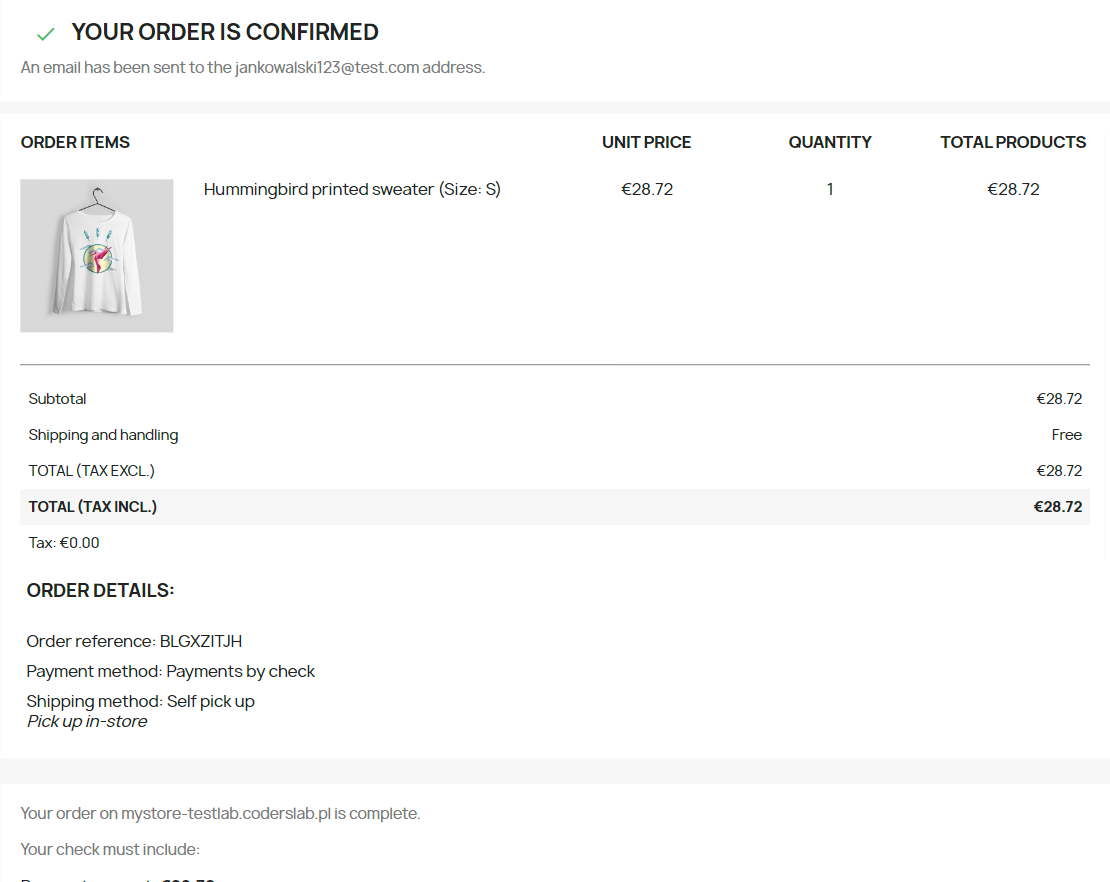 YOUR ORDER IS CONFIRMED
An email has been sent to the jankowalski123@test.com address.
ORDER ITEMS UNIT PRICE QUANTITY TOTAL PRODUCTS
Hummingbird printed sweater (Size: S) €28.72 1 €28.72
Subtotal €28.72
Shipping and handling Free
TOTAL (TAX EXCL.) €28.72
TOTAL (TAX INCL.) €28.72
Tax: €0.00
ORDER DETAILS:
Order reference: BLGXZITJH
Payment method: Payments by check
Shipping method: Self pick up
Pick up in-store
Your order on mystore-testlab.coderslab.pl is complete.
Your check must include: